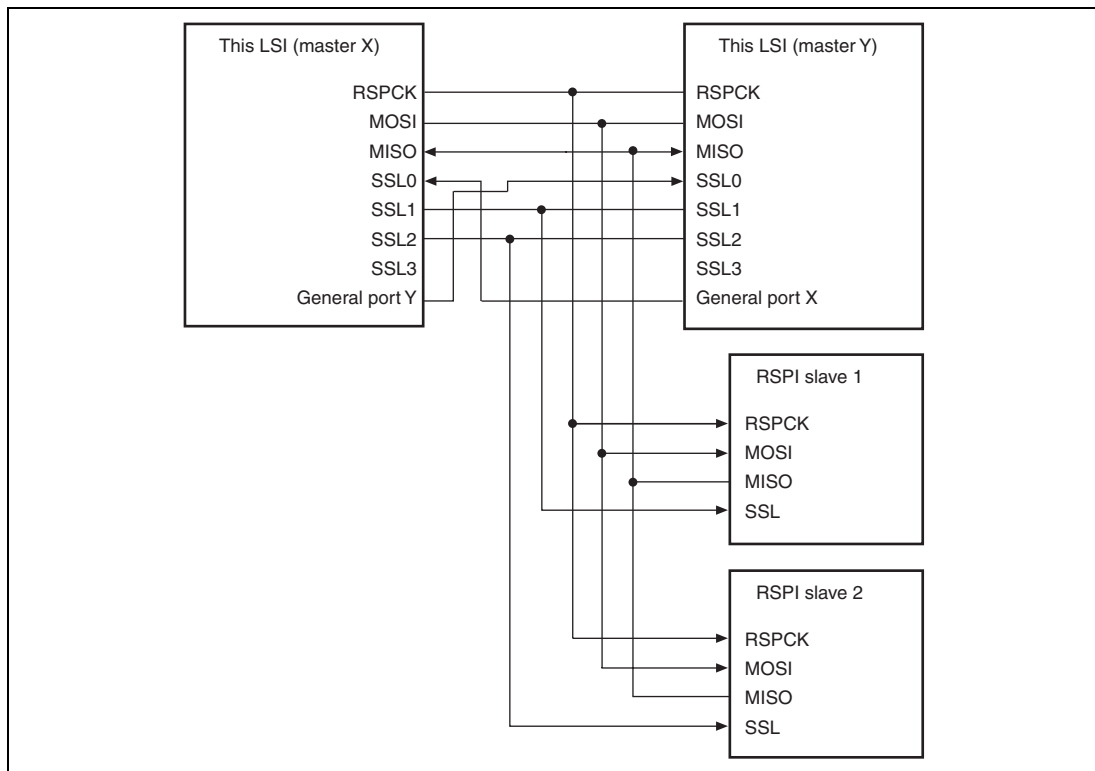 This LSI (master X)
RSPCK
MOSI
MISO
SSL0
SSL1
SSL2
SSL3
General port Y
This LSI (master Y)
RSPCK
MOSI
MISO
SSL0
SSL1
SSL2
SSL3
General port X
RSPI slave 1
RSPCK
MOSI
MISO
SSL
RSPI slave 2
RSPCK
MOSI
MISO
SSL